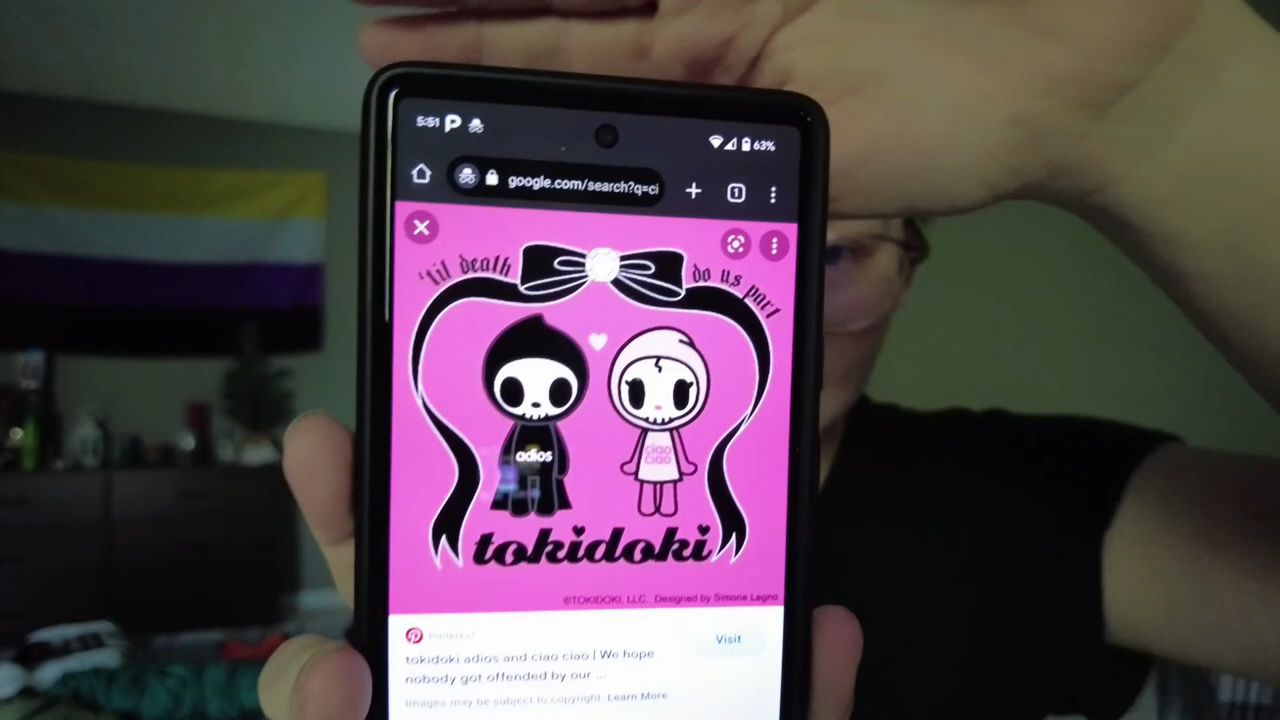 5:51 63%
google.com/search?q=ci 1
'til death do us part
adios
ciao
ciao
tokidoki
©TOKIDOKI, LLC. Designed by Simone Legno
Pinterest
Visit
tokidoki adios and ciao ciao | We hope
nobody got offended by our ...
Images may be subject to copyright. Learn More